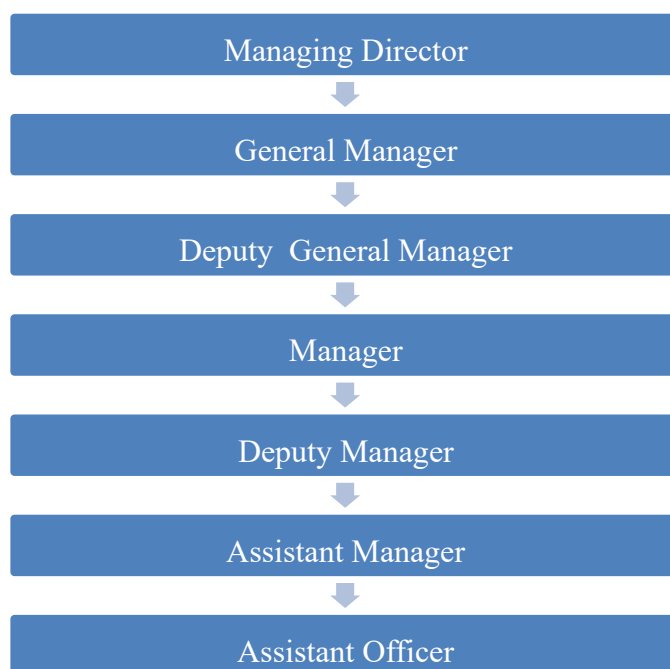 Managing Director
General Manager
Deputy  General Manager
Manager
Deputy Manager
Assistant Manager
Assistant Officer